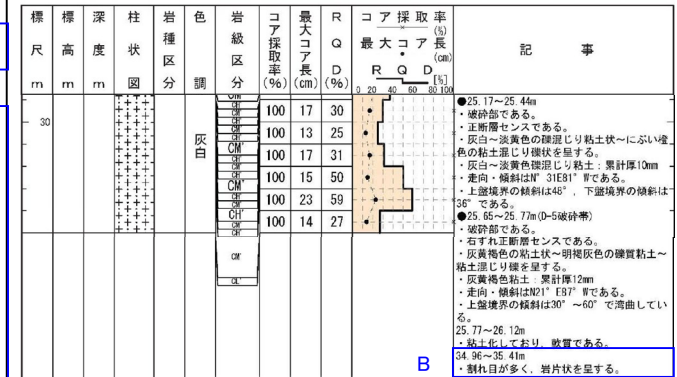 標尺m
標高m
深度m
柱状図
岩種区分
色調
岩級区分
コア採取率(%)
最大コア長(cm)
RQD(%)
コア採取率(%)
最大コア長(cm)
RQD[%]
0 20 40 60 80 100
記事
30
灰白
CH'
CM'
CH'
CM'
CM'
CH'
CM'
CH'
CM'
CH'
100 17 30
100 13 25
100 17 31
100 15 50
100 23 59
100 14 27
●25.17～25.44m
・破砕部である。
・正断層センスである。
・灰白～淡黄色の礫混じり粘土状～にぶい橙
色の粘土混じり礫状を呈する。
・灰白～淡黄色礫混じり粘土：累計厚10mm
・走向・傾斜はN°31E81°Wである。
・上盤境界の傾斜は48°，下盤境界の傾斜は
36°である。
●25.65～25.77m(D-5破砕帯)
・破砕部である。
・右ずれ正断層センスである。
・灰黄褐色の粘土状～明褐灰色の礫質粘土～
粘土混じり礫を呈する。
・灰黄褐色粘土：累計厚12mm
・走向・傾斜はN21°E87°Wである。
・上盤境界の傾斜は30°～60°で湾曲してい
る。
25.77～26.12m
・粘土化しており，軟質である。
34.96～35.41m
・割れ目が多く，岩片状を呈する。
B